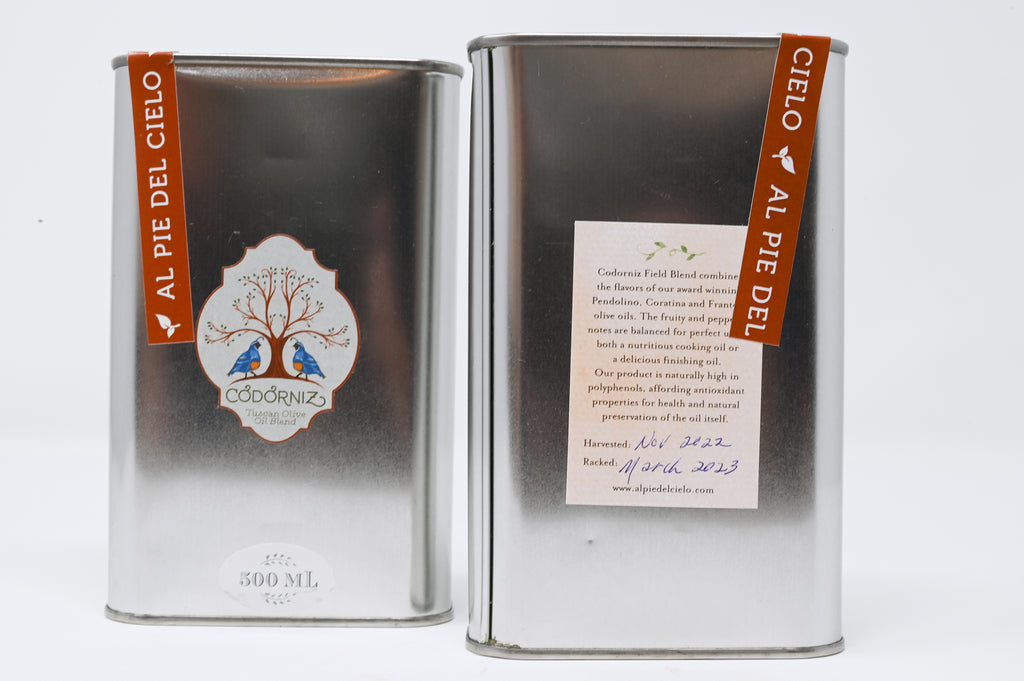 AL PIE DEL CIELO
CODORNIZ
Tuscan Olive
Oil Blend
500 ML
CIELO AL PIE DEL
Codorniz Field Blend combine
the flavors of our award
Pendolino, Coratina and
olive oils. The fruity and
notes are balanced for perfect
both a nutritious cooking oil or
a delicious finishing oil.
Our product is naturally high in
polyphenols, affording antioxidant
properties for health and natural
preservation of the oil itself.
Harvested: Nov 2022
Racked: March 2023
www.alpiedelcielo.com